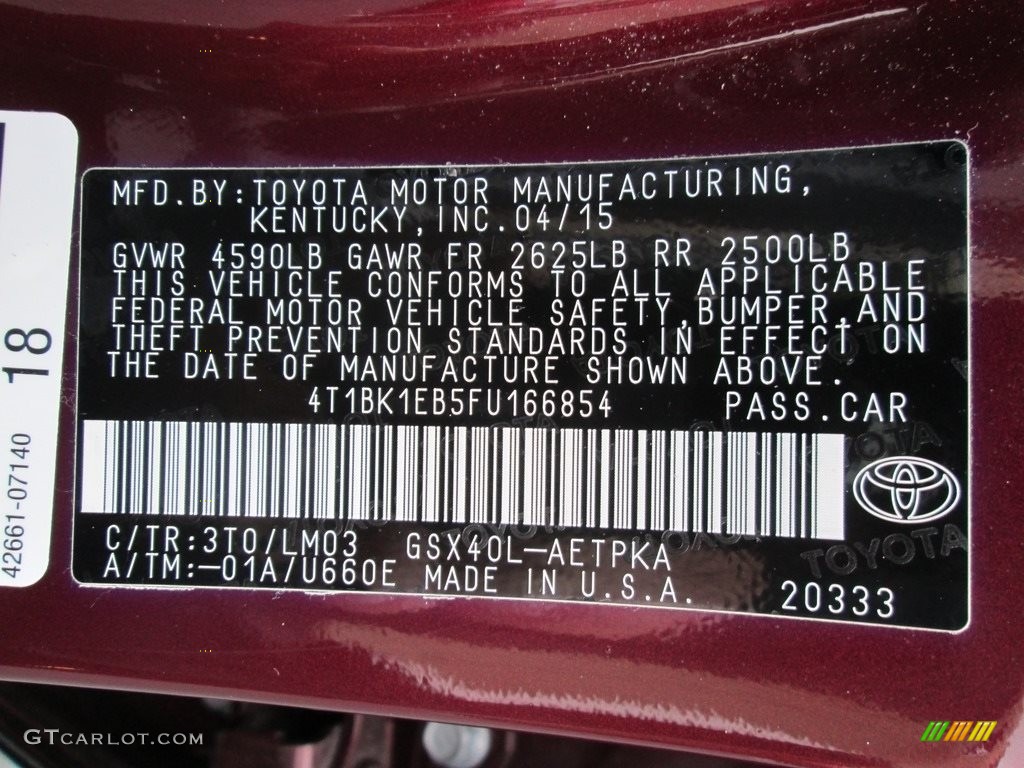 MFD.BY:TOYOTA MOTOR MANUFACTURING,
KENTUCKY,INC.04/15
GVWR 4590LB GAWR FR 2625LB RR 2500LB
THIS VEHICLE CONFORMS TO ALL APPLICABLE
FEDERAL MOTOR VEHICLE SAFETY,BUMPER,AND
THEFT PREVENTION STANDARDS IN EFFECT ON
THE DATE OF MANUFACTURE SHOWN ABOVE.
4T1BK1EB5FU166854 PASS.CAR
C/TR:3T0/LM03 GSX40L-AETPKA
A/TM:-01A/U660E MADE IN U.S.A.
20333
TOYOTA
18
42661-07140
GTCARLOT.COM